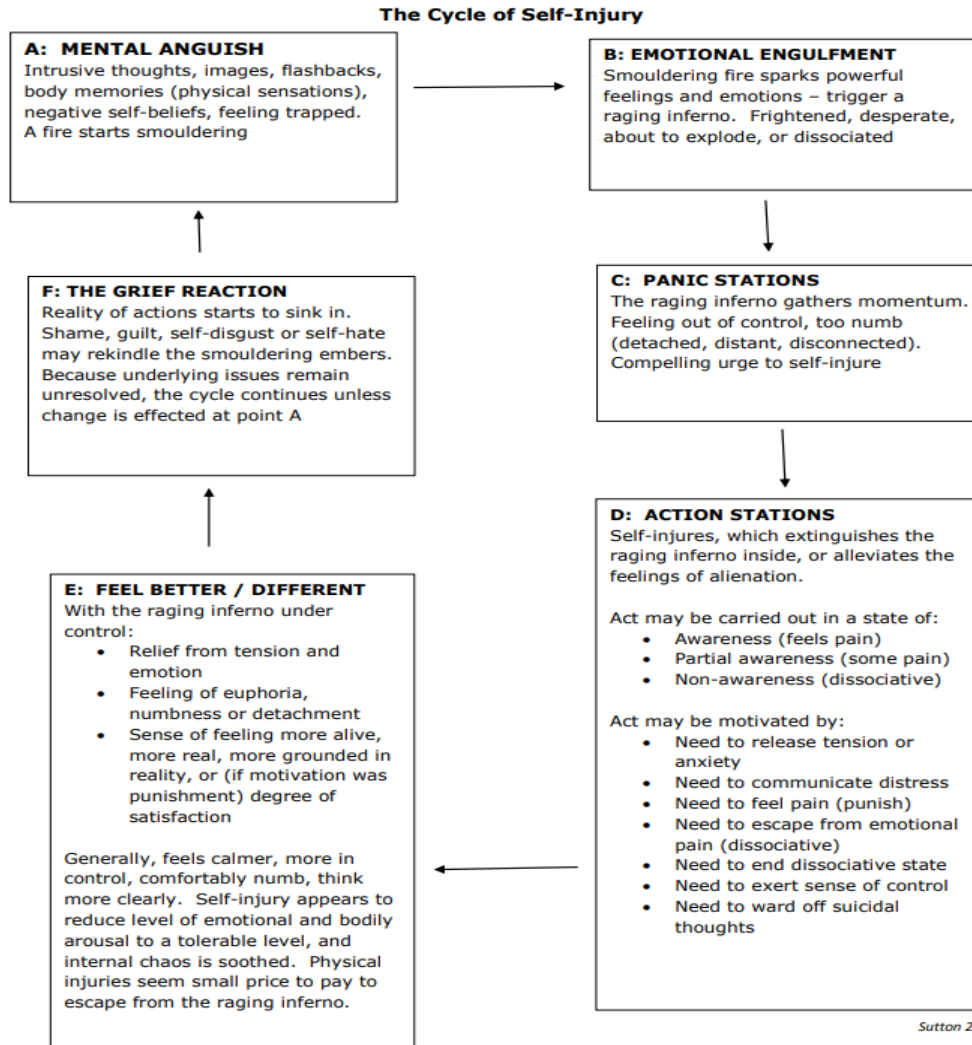 The Cycle of Self-Injury
A: MENTAL ANGUISH
Intrusive thoughts, images, flashbacks,
body memories (physical sensations),
negative self-beliefs, feeling trapped.
A fire starts smouldering
B: EMOTIONAL ENGULFMENT
Smouldering fire sparks powerful
feelings and emotions – trigger a
raging inferno. Frightened, desperate,
about to explode, or dissociated
C: PANIC STATIONS
The raging inferno gathers momentum.
Feeling out of control, too numb
(detached, distant, disconnected).
Compelling urge to self-injure
D: ACTION STATIONS
Self-injures, which extinguishes the
raging inferno inside, or alleviates the
feelings of alienation.
Act may be carried out in a state of:
• Awareness (feels pain)
• Partial awareness (some pain)
• Non-awareness (dissociative)
Act may be motivated by:
• Need to release tension or
anxiety
• Need to communicate distress
• Need to feel pain (punish)
• Need to escape from emotional
pain (dissociative)
• Need to end dissociative state
• Need to exert sense of control
• Need to ward off suicidal
thoughts
E: FEEL BETTER / DIFFERENT
With the raging inferno under
control:
• Relief from tension and
emotion
• Feeling of euphoria,
numbness or detachment
• Sense of feeling more alive,
more real, more grounded in
reality, or (if motivation was
punishment) degree of
satisfaction
Generally, feels calmer, more in
control, comfortably numb, think
more clearly. Self-injury appears to
reduce level of emotional and bodily
arousal to a tolerable level, and
internal chaos is soothed. Physical
injuries seem small price to pay to
escape from the raging inferno.
F: THE GRIEF REACTION
Reality of actions starts to sink in.
Shame, guilt, self-disgust or self-hate
may rekindle the smouldering embers.
Because underlying issues remain
unresolved, the cycle continues unless
change is effected at point A
Sutton 2